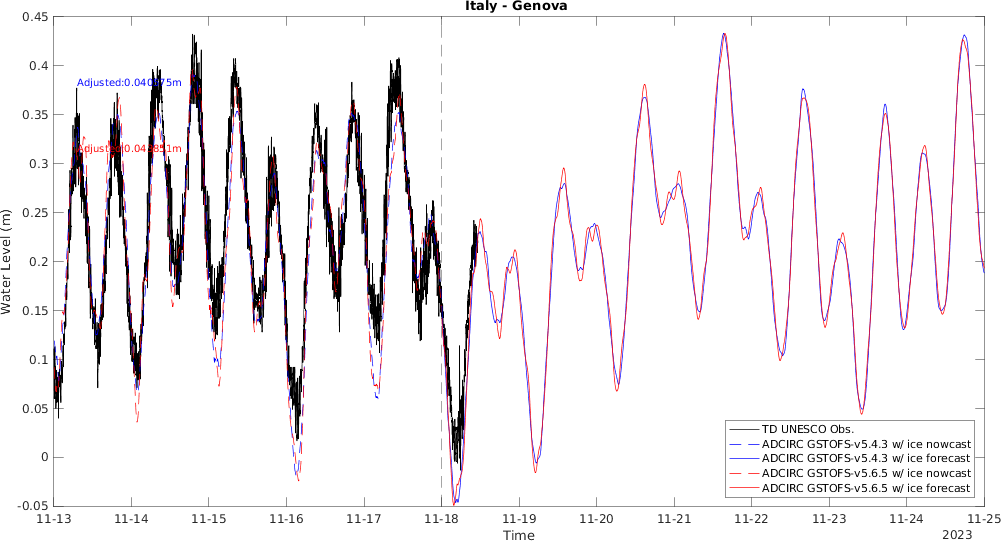 Italy - Genova
Water Level (m)
0.45
0.4
0.35
0.3
0.25
0.2
0.15
0.1
0.05
0
-0.05
TD UNESCO Obs.
ADCIRC GSTOFS-v5.4.3 w/ ice nowcast
ADCIRC GSTOFS-v5.4.3 w/ ice forecast
ADCIRC GSTOFS-v5.6.5 w/ ice nowcast
ADCIRC GSTOFS-v5.6.5 w/ ice forecast
11-13 11-14 11-15 11-16 11-17 11-18 11-19 11-20 11-21 11-22 11-23 11-24 11-25
Time
2023